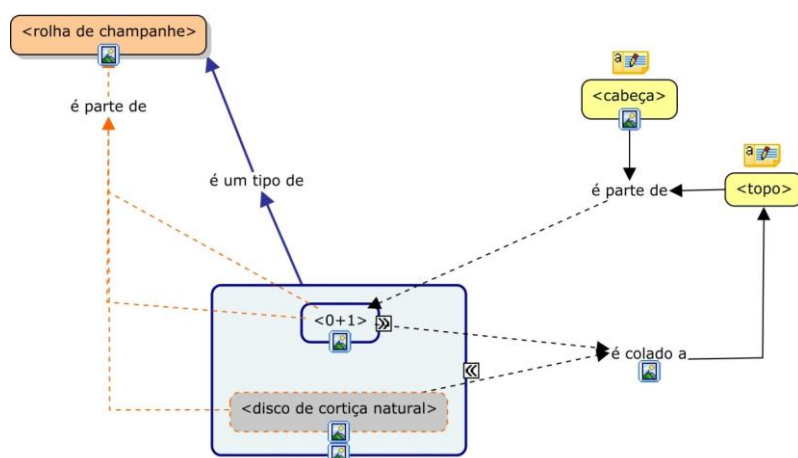 <rolha de champanhe>
é parte de
é um tipo de
a
<cabeça>
a
é parte de
<topo>
<0+1>
é colado a
<disco de cortiça natural>